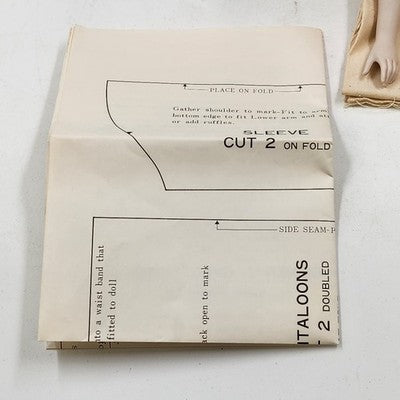 PLACE ON FOLD
Gather shoulder to mark-Fit to arm
bottom edge to fit Lower arm and st
or add ruffles.
SLEEVE
CUT 2 ON FOLD
SIDE SEAM-P
onto a waist band that
fitted to doll
ack open to mark
NTALOONS
2 DOUBLED